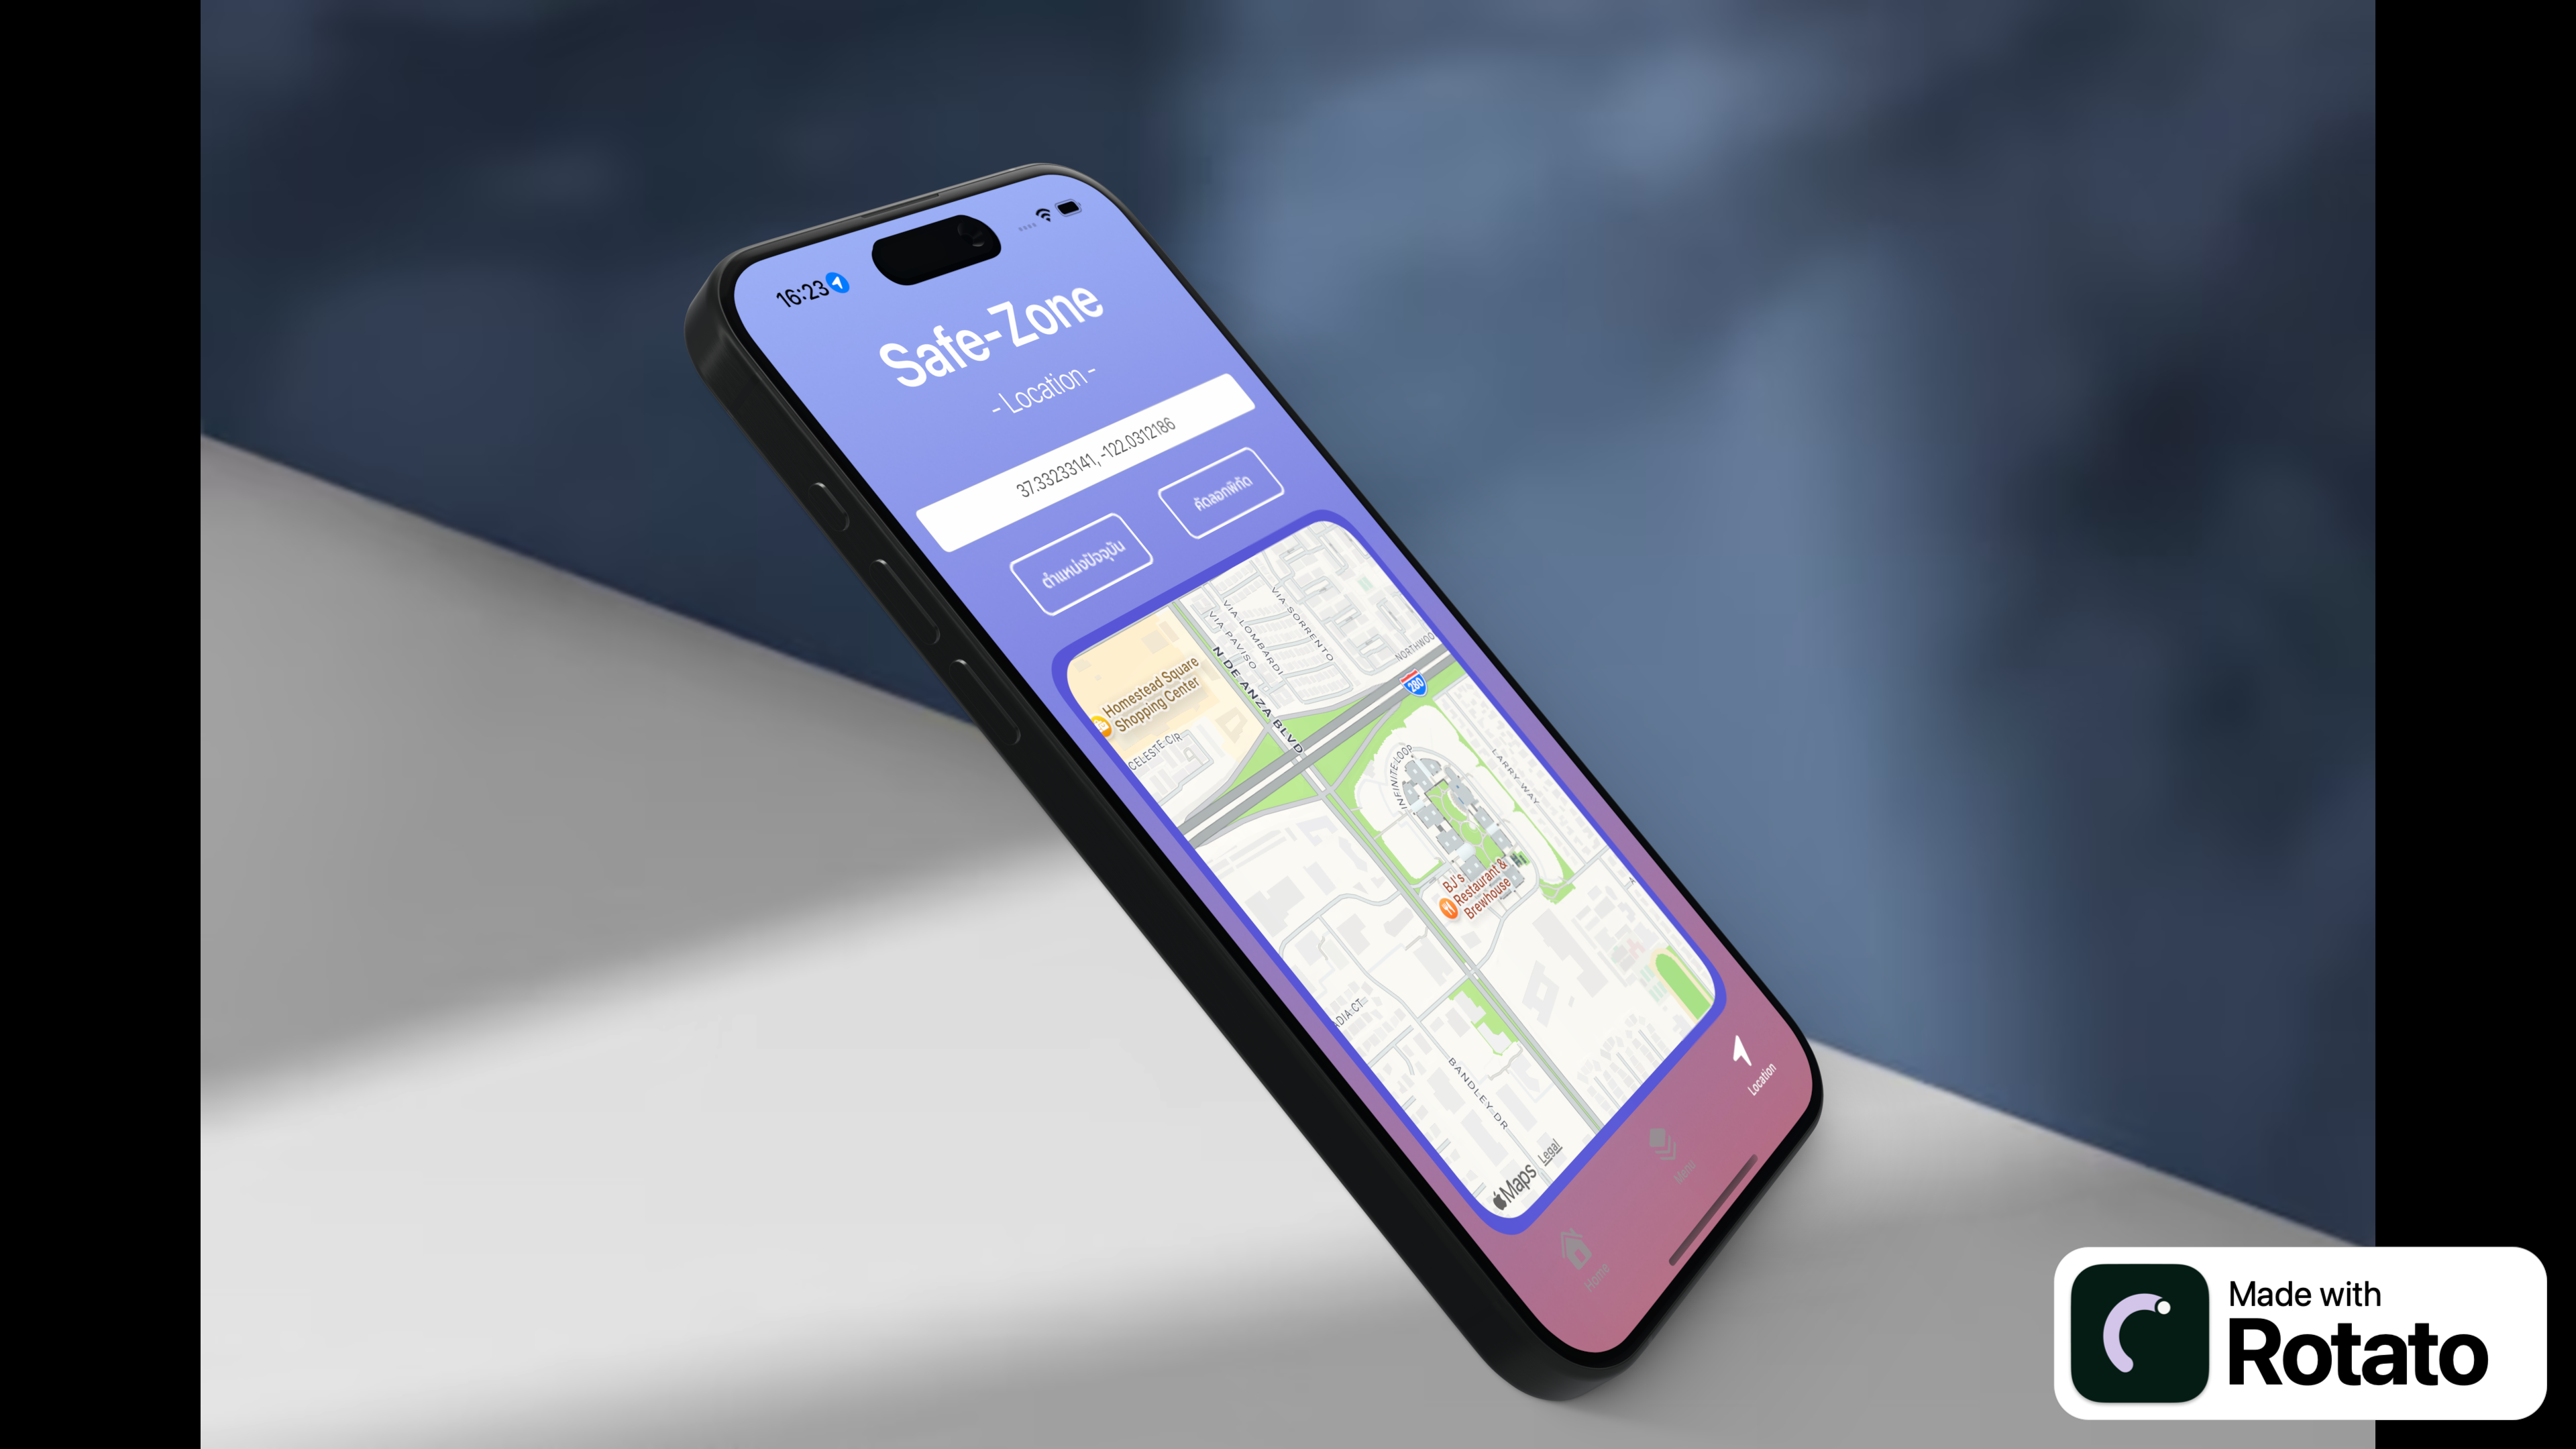 16:23
Safe-Zone
- Location -
37.33233141, -122.0312186
ตำแหน่งปัจจุบัน
คัดลอกพิกัด
VIA SORRENTO
VIA LOMBARDI
VIA PAVISO
N DE ANZA BLVD
Homestead Square
Shopping Center
CELESTE CIR
NORTHWOO
280
INFINITE LOOP
LARRY WAY
BJ's
Restaurant &
Brewhouse
ADIA CT
BANDLEY DR
Maps
Legal
Home
Menu
Location
Made with
Rotato